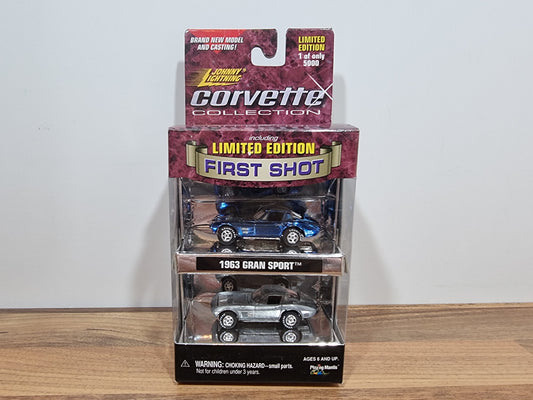 BRAND NEW MODEL
AND CASTING!
LIMITED
EDITION
1 of only
5000
JOHNNY
LIGHTNING
corvette
COLLECTION
including
LIMITED EDITION
FIRST SHOT
1963 GRAN SPORT™
AGES 6 AND UP.
WARNING: CHOKING HAZARD—small parts.
Not for children under 3 years.
Playing Mantis